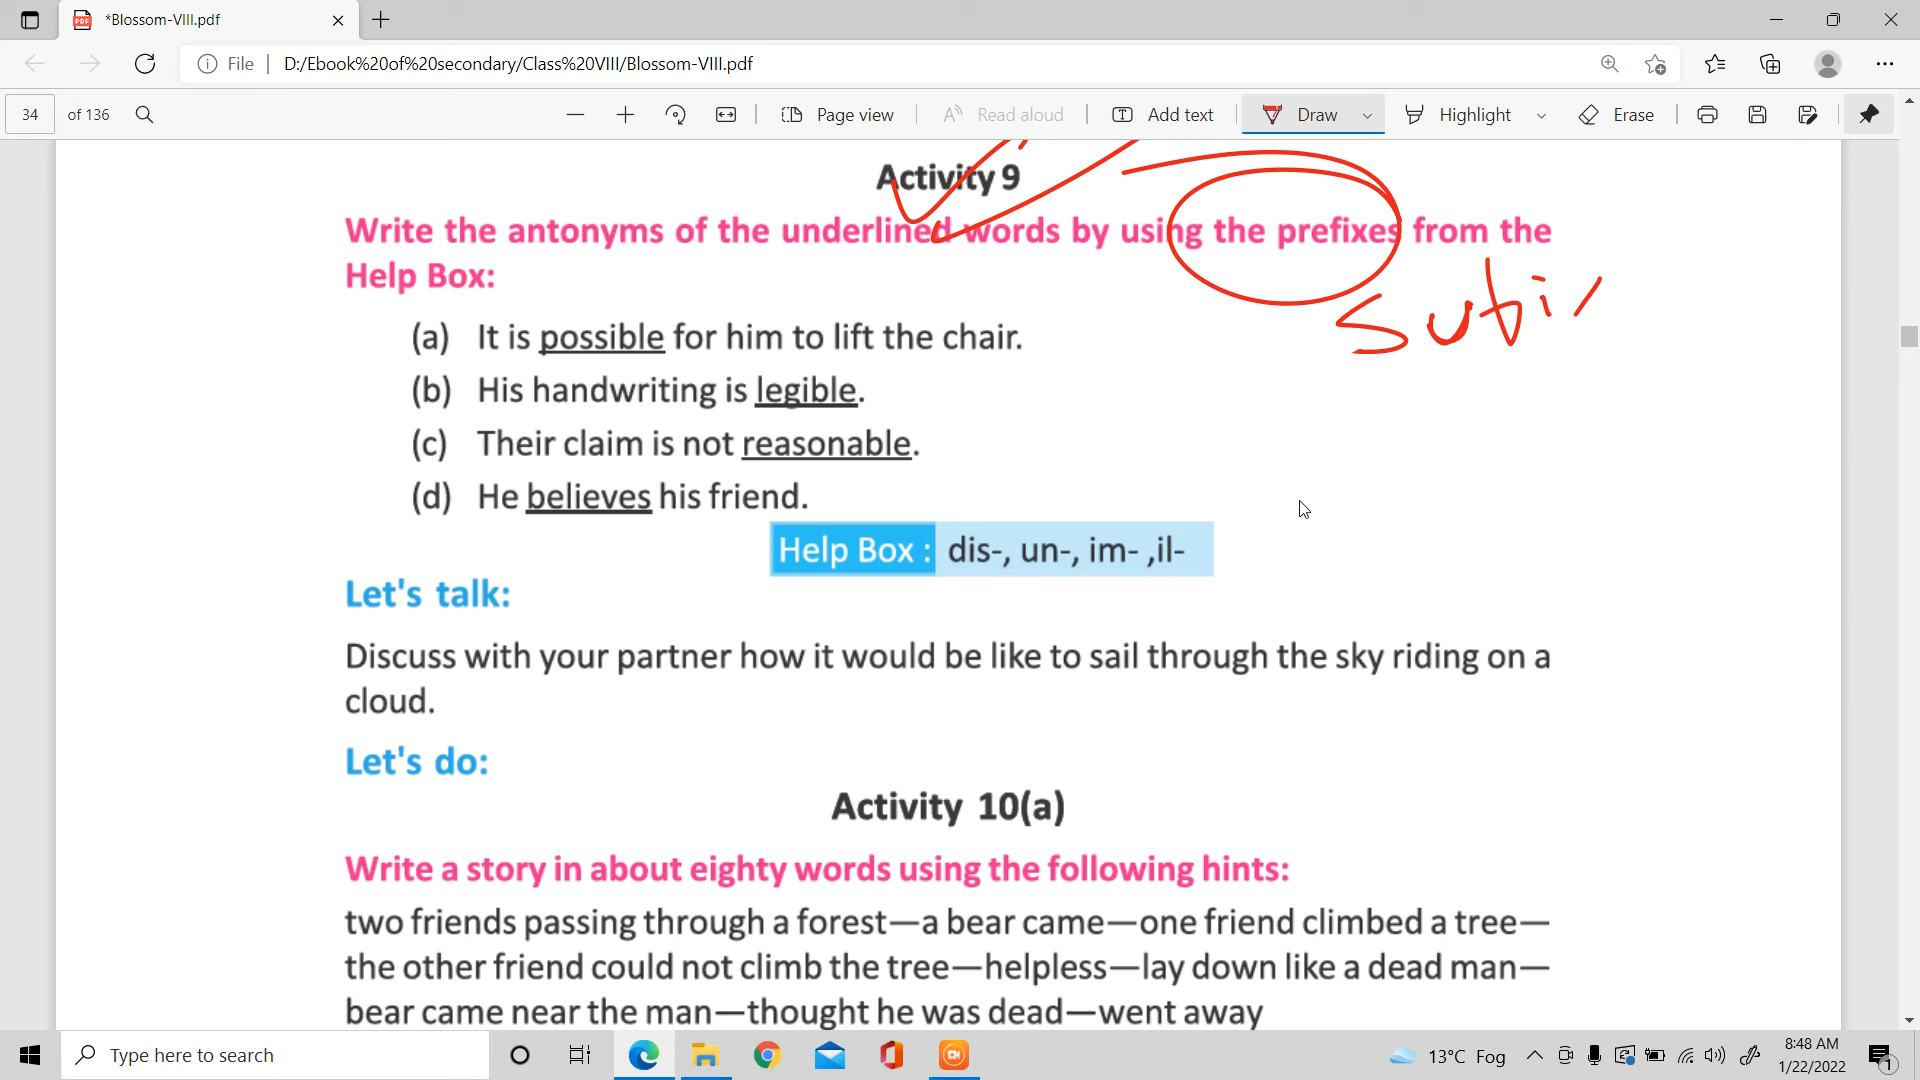 *Blossom-VIII.pdf
File D:/Ebook%20of%20secondary/Class%20VIII/Blossom-VIII.pdf
34 of 136 Page view Read aloud Add text Draw Highlight Erase
Activity 9
Write the antonyms of the underlined words by using the prefixes from the
Help Box:
(a) It is possible for him to lift the chair.
(b) His handwriting is legible.
(c) Their claim is not reasonable.
(d) He believes his friend.
Help Box : dis-, un-, im- ,il-
Let's talk:
Discuss with your partner how it would be like to sail through the sky riding on a
cloud.
Let's do:
Activity 10(a)
Write a story in about eighty words using the following hints:
two friends passing through a forest—a bear came—one friend climbed a tree—
the other friend could not climb the tree—helpless—lay down like a dead man—
bear came near the man—thought he was dead—went away
Type here to search
13°C Fog
8:48 AM
1/22/2022
1